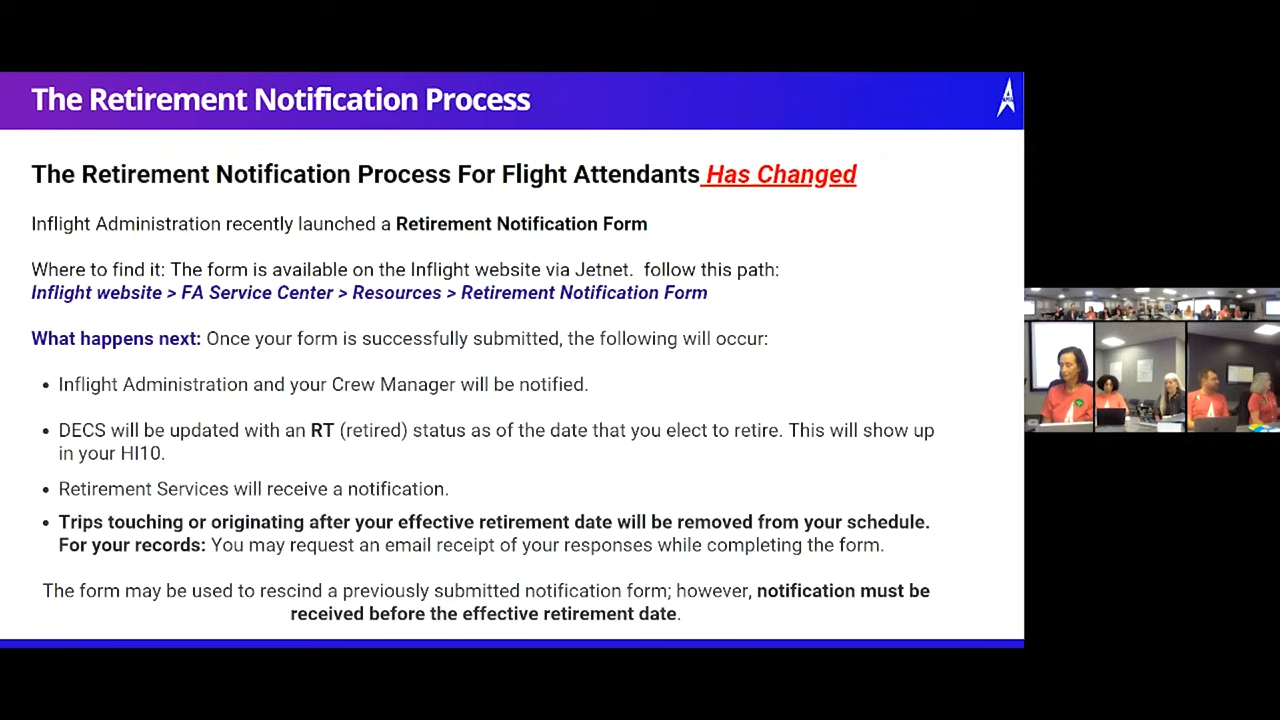 The Retirement Notification Process
The Retirement Notification Process For Flight Attendants Has Changed
Inflight Administration recently launched a Retirement Notification Form
Where to find it: The form is available on the Inflight website via Jetnet.  follow this path:
Inflight website > FA Service Center > Resources > Retirement Notification Form
What happens next: Once your form is successfully submitted, the following will occur:
• Inflight Administration and your Crew Manager will be notified.
• DECS will be updated with an RT (retired) status as of the date that you elect to retire. This will show up
in your HI10.
• Retirement Services will receive a notification.
• Trips touching or originating after your effective retirement date will be removed from your schedule.
For your records: You may request an email receipt of your responses while completing the form.
The form may be used to rescind a previously submitted notification form; however, notification must be
received before the effective retirement date.